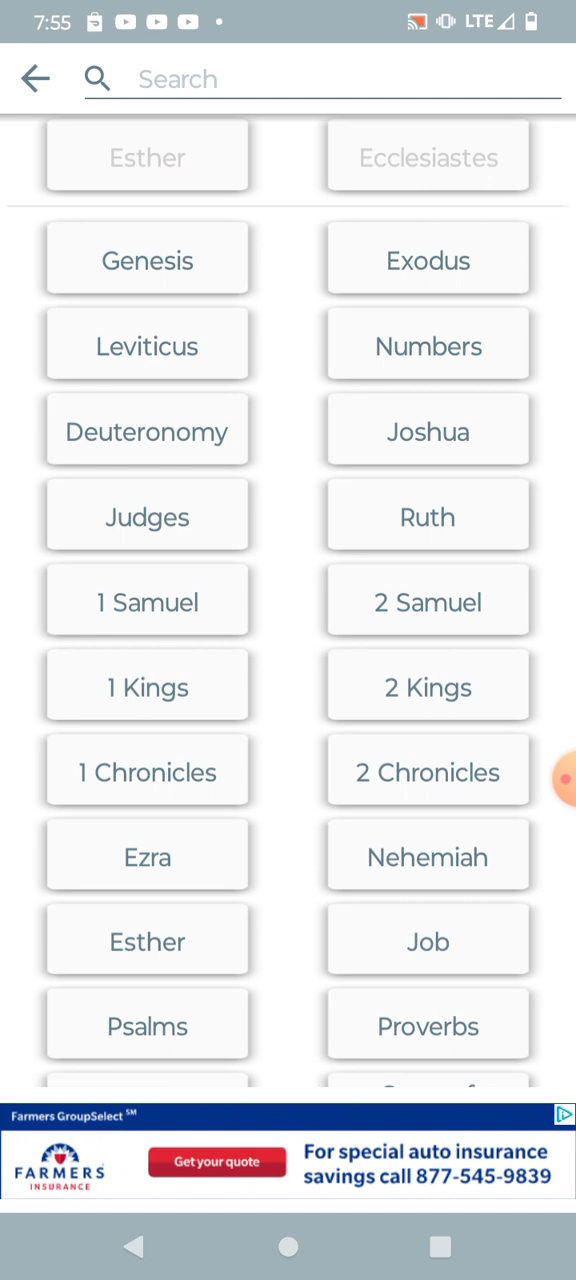 7:55
LTE
Search
Esther
Ecclesiastes
Genesis
Exodus
Leviticus
Numbers
Deuteronomy
Joshua
Judges
Ruth
1 Samuel
2 Samuel
1 Kings
2 Kings
1 Chronicles
2 Chronicles
Ezra
Nehemiah
Esther
Job
Psalms
Proverbs
Farmers GroupSelect SM
FARMERS
INSURANCE
Get your quote
For special auto insurance
savings call 877-545-9839